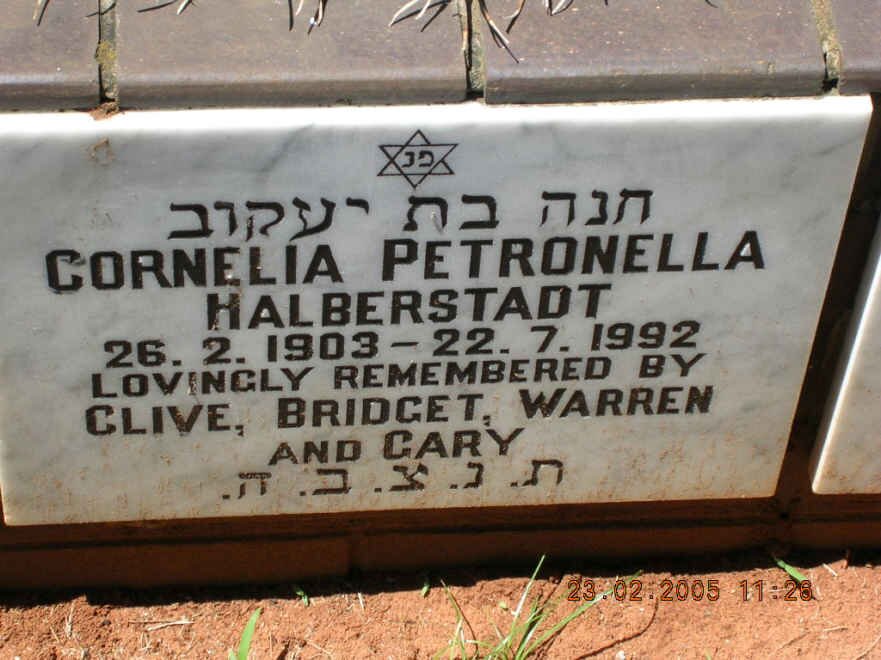 פנ
חנה בת יעקוב
CORNELIA PETRONELLA
HALBERSTADT
26. 2. 1903 - 22. 7. 1992
LOVINGLY REMEMBERED BY
CLIVE, BRIDGET, WARREN
AND GARY
ת.נ.צ.ב.ה.
23.02.2005 11:26